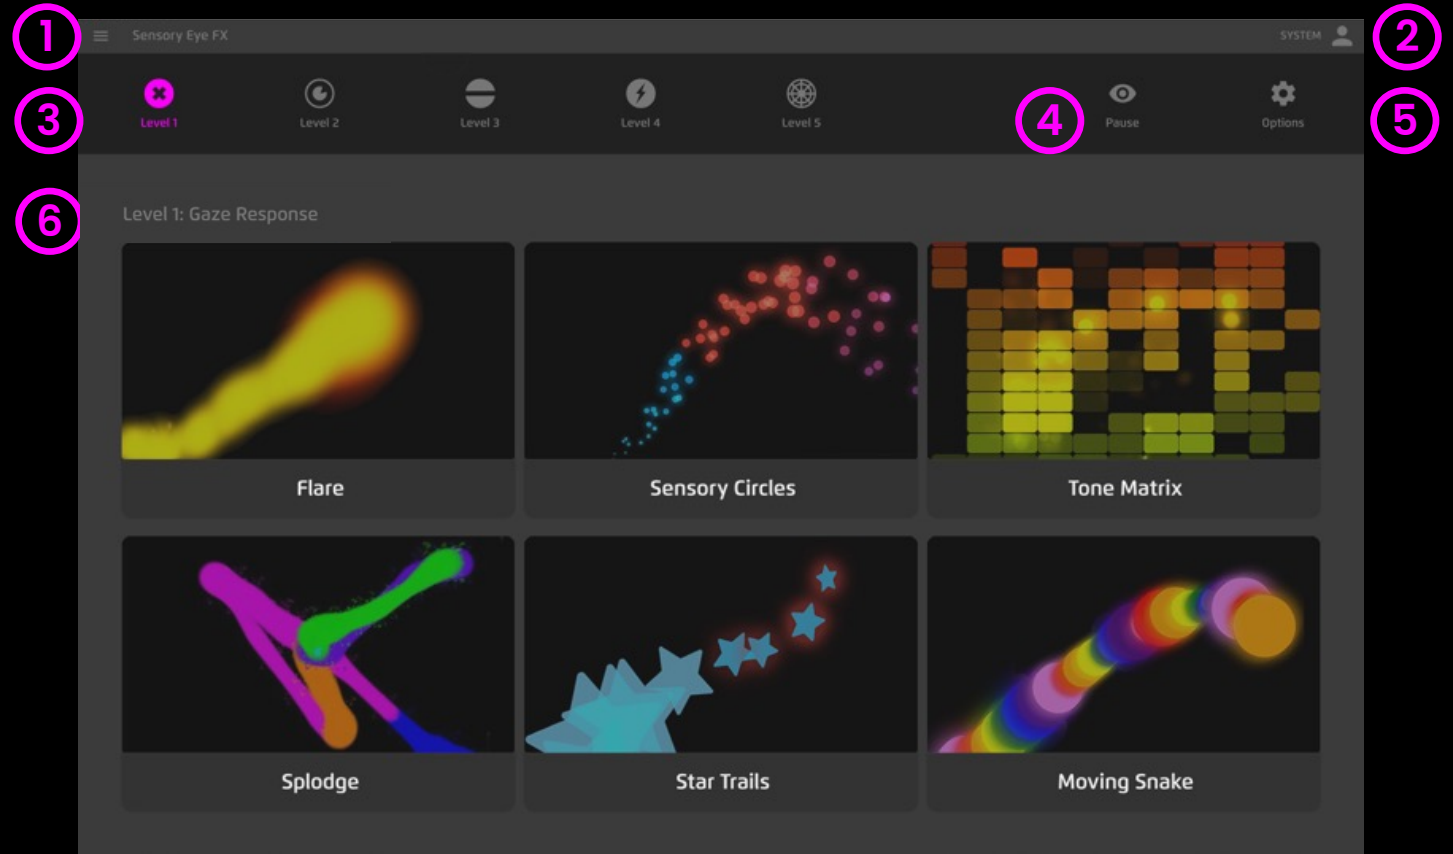 1 Sensory Eye FX SYSTEM 2
3 Level 1 Level 2 Level 3 Level 4 Level 5 4 Pause Options 5
6 Level 1: Gaze Response
Flare Sensory Circles Tone Matrix
Splodge Star Trails Moving Snake